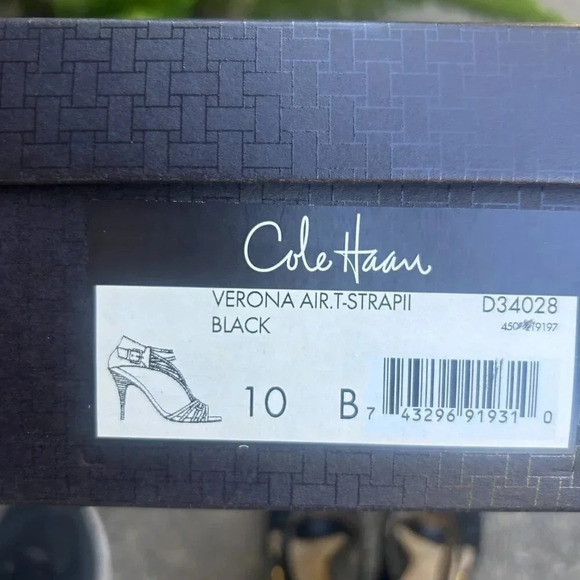 Cole Haan
VERONA AIR.T-STRAPII D34028
BLACK
10 B
7 43296 91931 0